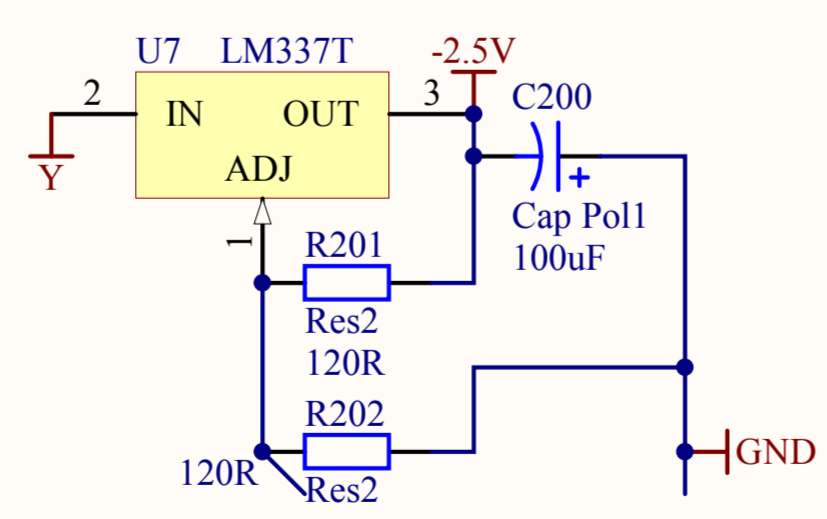 U7 LM337T
-2.5V
2
IN
OUT
3
C200
ADJ
Y
+
Cap Pol1
100uF
1
R201
Res2
120R
R202
120R
Res2
GND